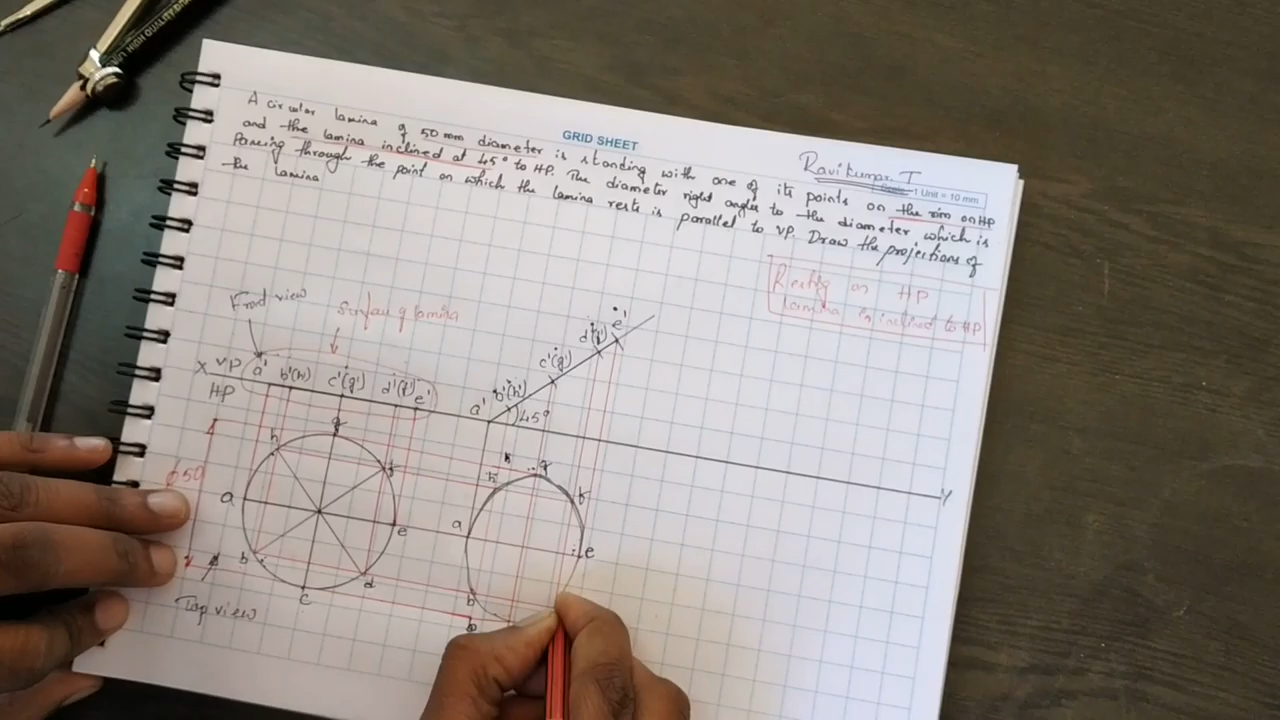 GRID SHEET
Ravikumar T
1 Unit = 10 mm
A circular lamina of 50 mm diameter is standing with one of its points on the rim on HP
and the lamina inclined at 45° to HP. The diameter right angles to the diameter which is
Passing through the point on which the lamina rests is parallel to VP. Draw the projections of
the lamina
Resting on HP
lamina is inclined to HP
Front view
Surface of lamina
X VP
HP
a' b'(h') c'(g') d'(f') e'
a' b'(h') c'(g') d'(f') e'
45°
Y
φ50
g
h f
a e
b d
c
Top view
g
h f
a e
b